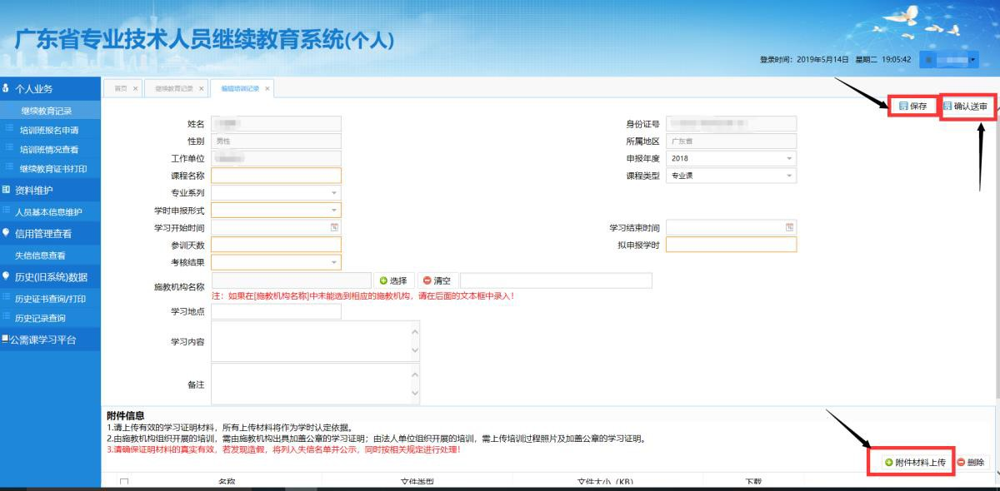 广东省专业技术人员继续教育系统(个人)
登录时间：2019年5月14日 星期二 19:05:42
个人业务
继续教育记录
培训班报名申请
培训班情况查看
继续教育证书打印
资料维护
人员基本信息维护
信用管理查看
失信信息查看
历史(旧系统)数据
历史证书查询/打印
历史记录查询
公需课学习平台
首页 × 继续教育记录 × 编辑培训记录 ×
保存 确认送审
姓名 身份证号
性别 男性 所属地区 广东省
工作单位 申报年度 2018
课程名称 课程类型 专业课
专业系列
学时申报形式
学习开始时间 学习结束时间
参训天数 拟申报学时
考核结果
施教机构名称 选择 清空
注：如果在[施教机构名称]中未能选到相应的施教机构，请在后面的文本框中录入！
学习地点
学习内容
备注
附件信息
1.请上传有效的学习证明材料，所有上传材料将作为学时认定依据。
2.由施教机构组织开展的培训，需由施教机构出具加盖公章的学习证明；由法人单位组织开展的培训，需上传培训过程照片及加盖公章的学习证明。
3.请确保证明材料的真实有效，若发现造假，将列入失信名单并公示，同时按相关规定进行处理！
附件材料上传 删除
名称 文件类型 文件大小（KB） 下载